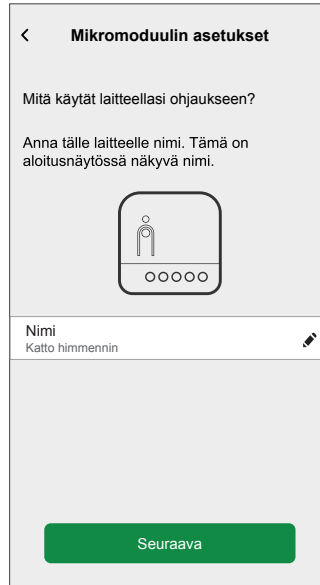 Mikromoduulin asetukset
Mitä käytät laitteellasi ohjaukseen?
Anna tälle laitteelle nimi. Tämä on
aloitusnäytössä näkyvä nimi.
Nimi
Katto himmennin
Seuraava